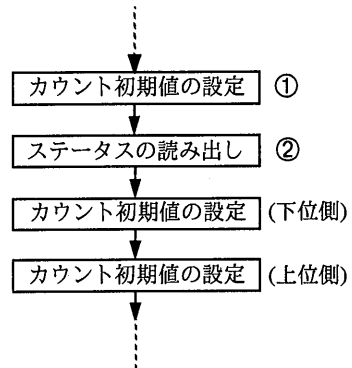 カウント初期値の設定 ①
ステータスの読み出し ②
カウント初期値の設定 (下位側)
カウント初期値の設定 (上位側)